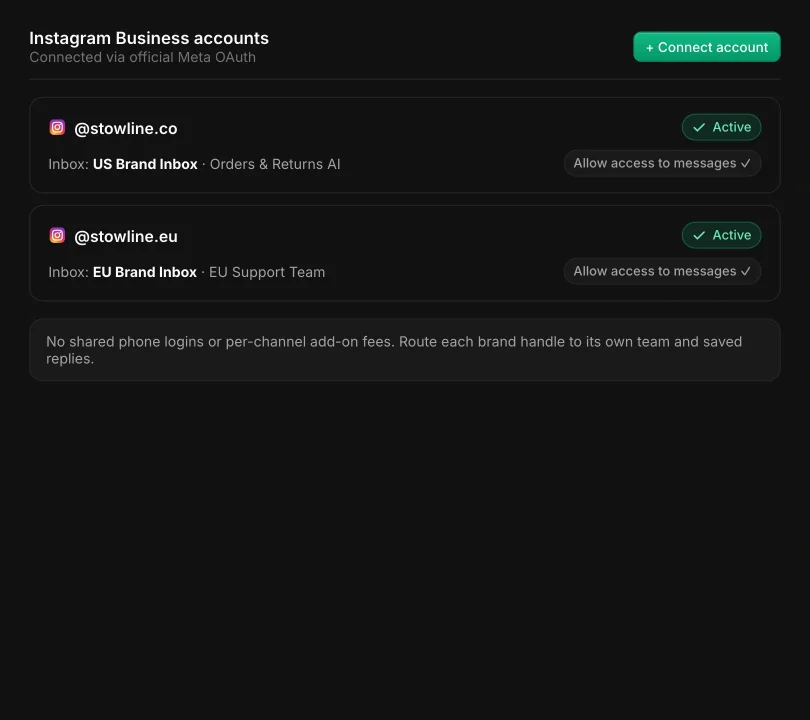 Instagram Business accounts
Connected via official Meta OAuth
+ Connect account
@stowline.co
✓ Active
Inbox: US Brand Inbox · Orders & Returns AI
Allow access to messages ✓
@stowline.eu
✓ Active
Inbox: EU Brand Inbox · EU Support Team
Allow access to messages ✓
No shared phone logins or per-channel add-on fees. Route each brand handle to its own team and saved
replies.